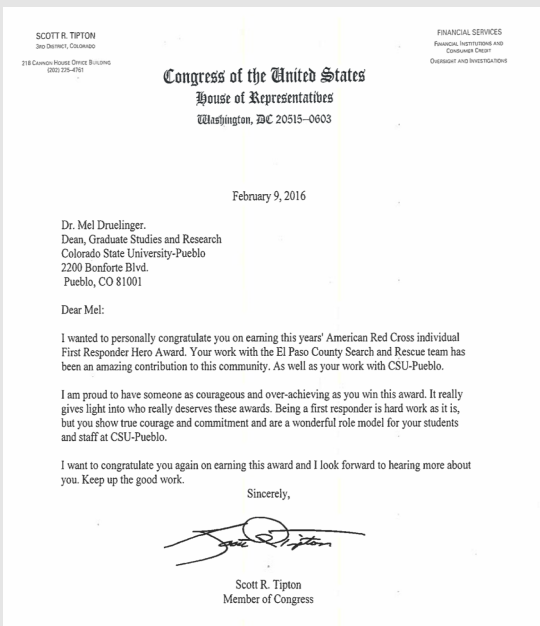 SCOTT R. TIPTON
3RD DISTRICT, COLORADO
218 CANNON HOUSE OFFICE BUILDING
(202) 225-4761
FINANCIAL SERVICES
FINANCIAL INSTITUTIONS AND
CONSUMER CREDIT
OVERSIGHT AND INVESTIGATIONS
Congress of the United States
House of Representatives
Washington, DC 20515–0603
February 9, 2016
Dr. Mel Druelinger.
Dean, Graduate Studies and Research
Colorado State University-Pueblo
2200 Bonforte Blvd.
Pueblo, CO 81001
Dear Mel:
I wanted to personally congratulate you on earning this years' American Red Cross individual
First Responder Hero Award. Your work with the El Paso County Search and Rescue team has
been an amazing contribution to this community. As well as your work with CSU-Pueblo.
I am proud to have someone as courageous and over-achieving as you win this award. It really
gives light into who really deserves these awards. Being a first responder is hard work as it is,
but you show true courage and commitment and are a wonderful role model for your students
and staff at CSU-Pueblo.
I want to congratulate you again on earning this award and I look forward to hearing more about
you. Keep up the good work.
Sincerely,
Scott R. Tipton
Scott R. Tipton
Member of Congress